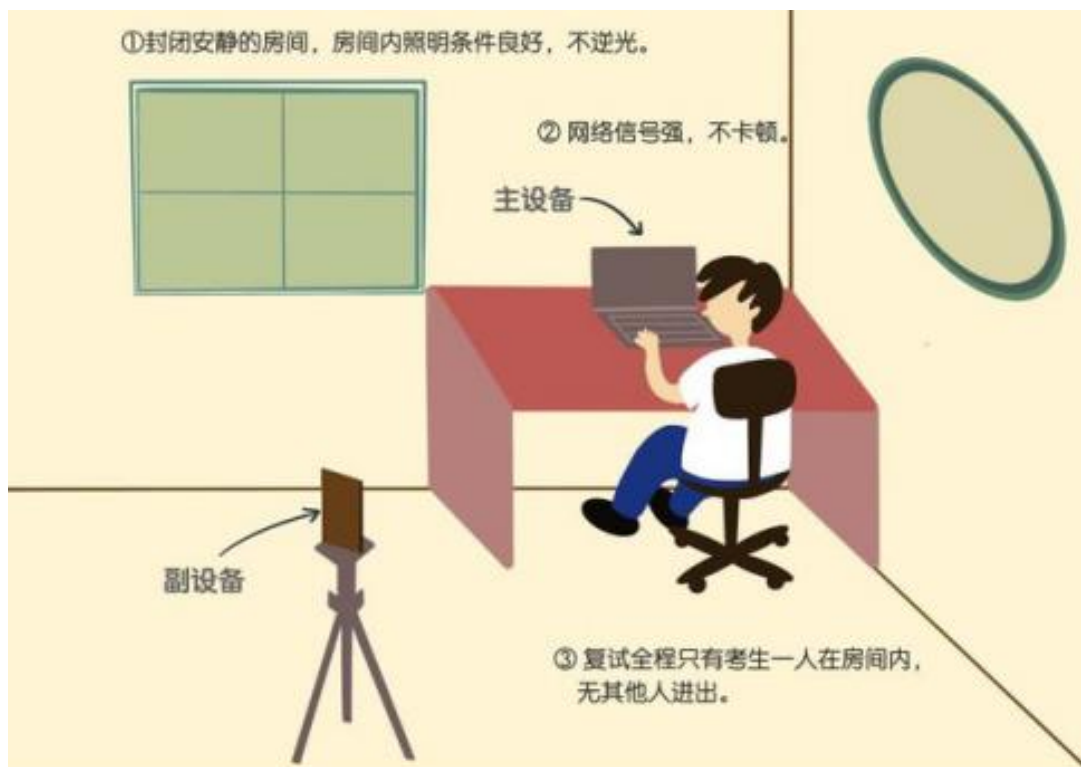 ①封闭安静的房间，房间内照明条件良好，不逆光。
② 网络信号强，不卡顿。
主设备
副设备
③ 复试全程只有考生一人在房间内，
无其他人进出。